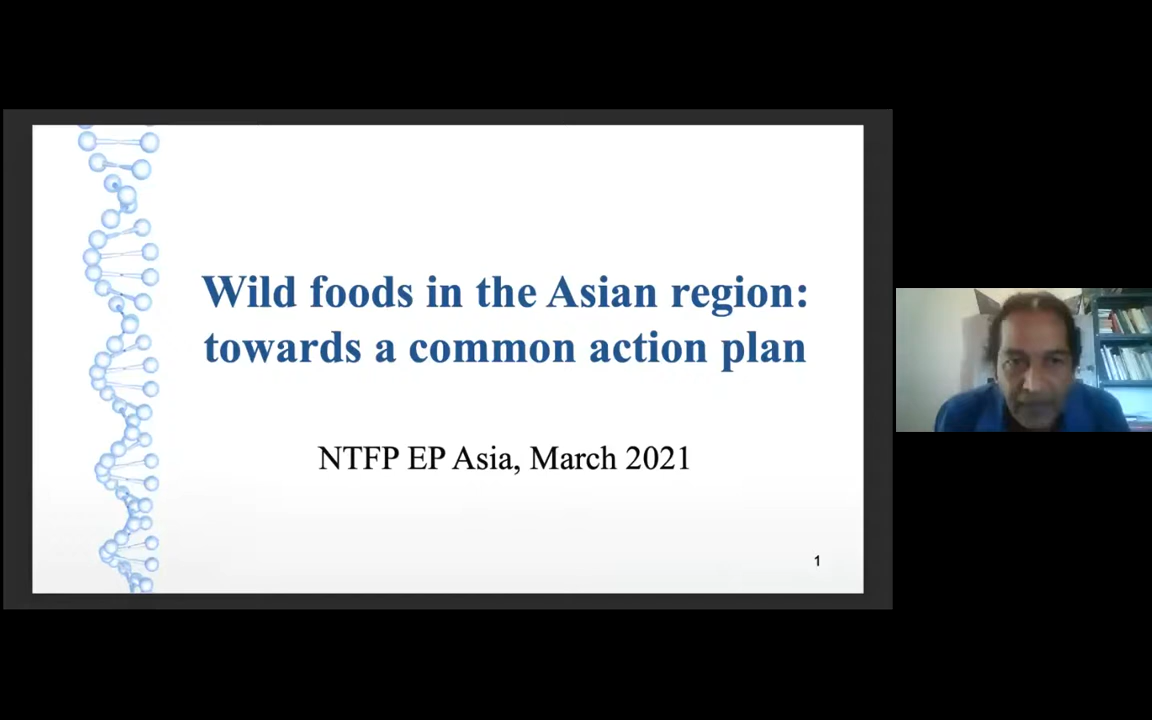 Wild foods in the Asian region:
towards a common action plan
NTFP EP Asia, March 2021
1